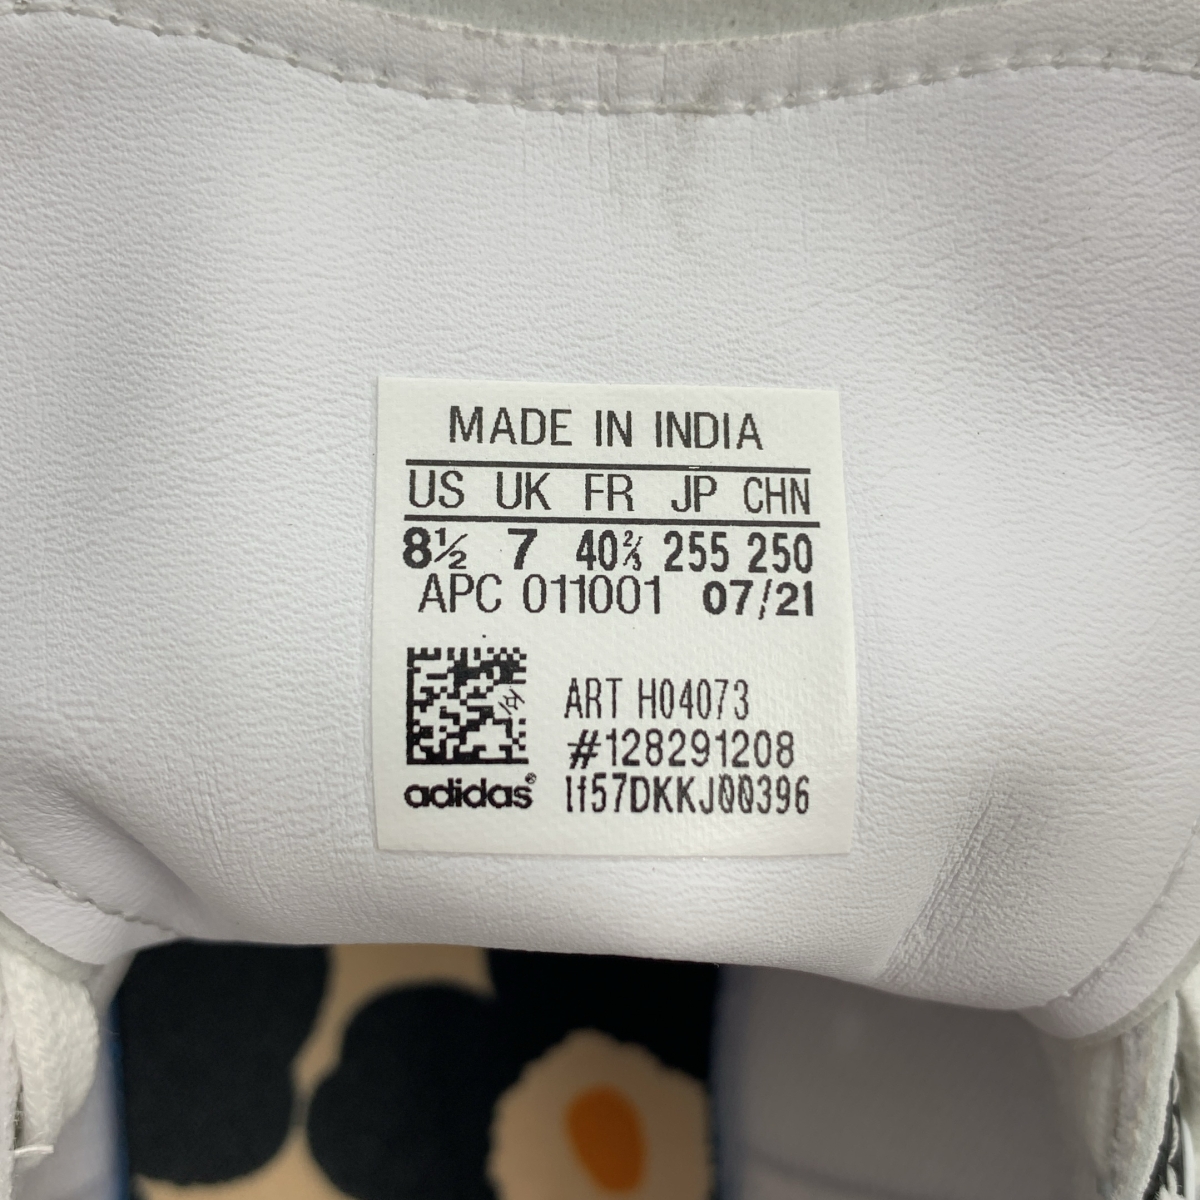 MADE IN INDIA
US UK FR JP CHN
8½ 7 40⅔ 255 250
APC 011001 07/21
ART H04073
#128291208
adidas® lf57DKKJ00396